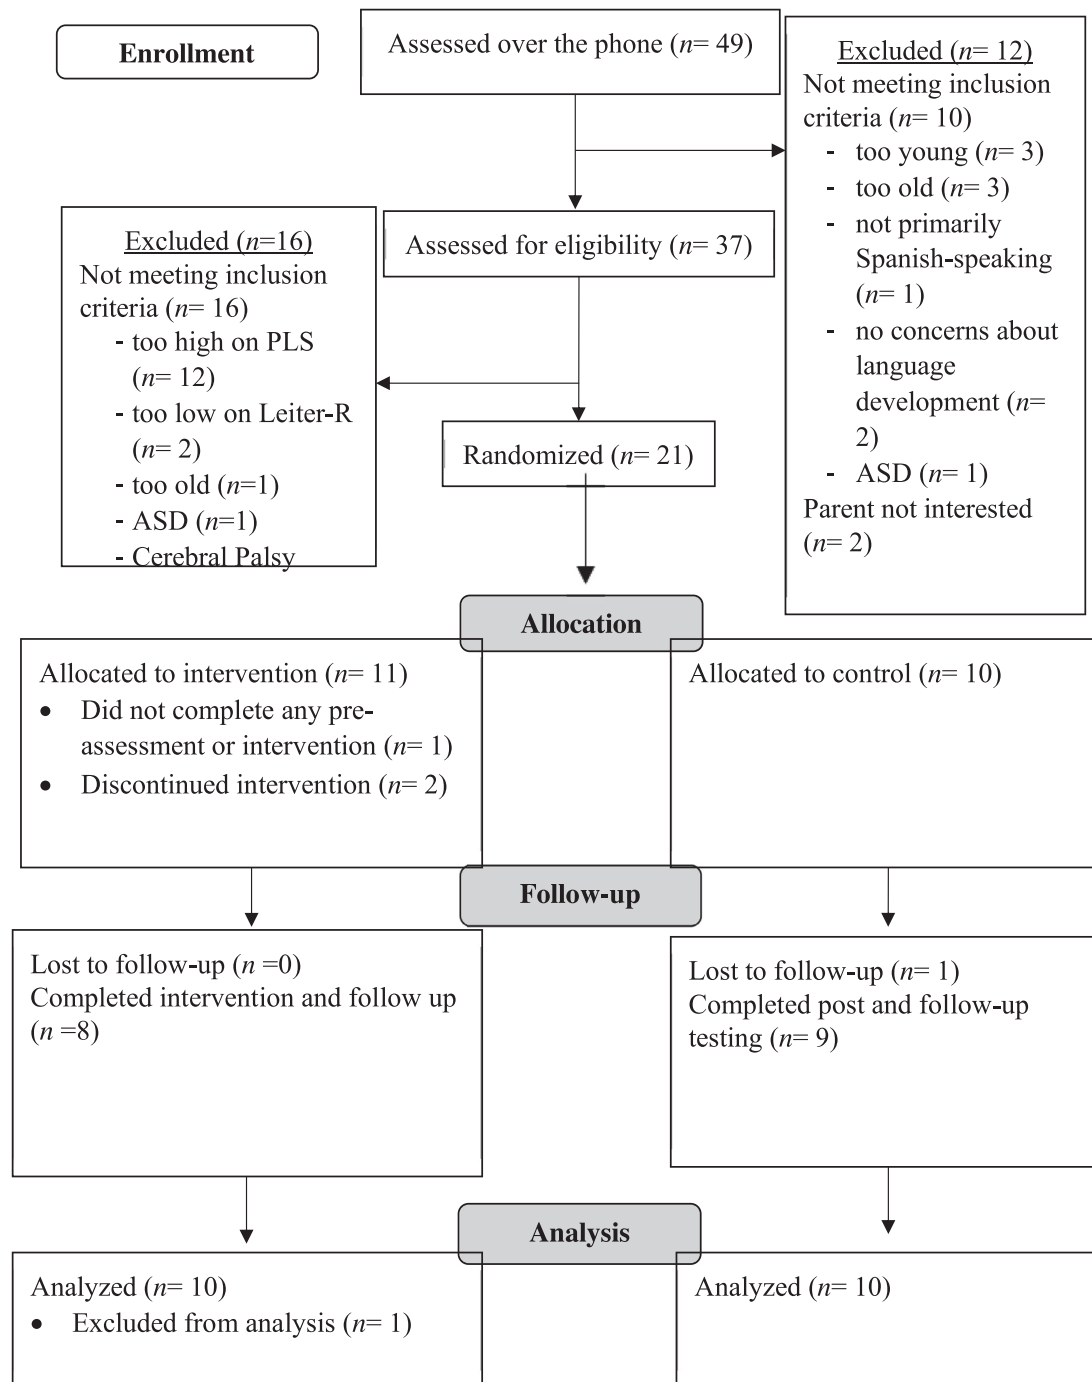 Enrollment
Assessed over the phone (n= 49)
Excluded (n= 12)
Not meeting inclusion
criteria (n= 10)
- too young (n= 3)
- too old (n= 3)
- not primarily
Spanish-speaking
(n= 1)
- no concerns about
language
development (n=
2)
- ASD (n= 1)
Parent not interested
(n= 2)
Assessed for eligibility (n= 37)
Excluded (n=16)
Not meeting inclusion
criteria (n= 16)
- too high on PLS
(n= 12)
- too low on Leiter-R
(n= 2)
- too old (n=1)
- ASD (n=1)
- Cerebral Palsy
Randomized (n= 21)
Allocation
Allocated to intervention (n= 11)
• Did not complete any pre-
assessment or intervention (n= 1)
• Discontinued intervention (n= 2)
Allocated to control (n= 10)
Follow-up
Lost to follow-up (n =0)
Completed intervention and follow up
(n =8)
Lost to follow-up (n= 1)
Completed post and follow-up
testing (n= 9)
Analysis
Analyzed (n= 10)
• Excluded from analysis (n= 1)
Analyzed (n= 10)